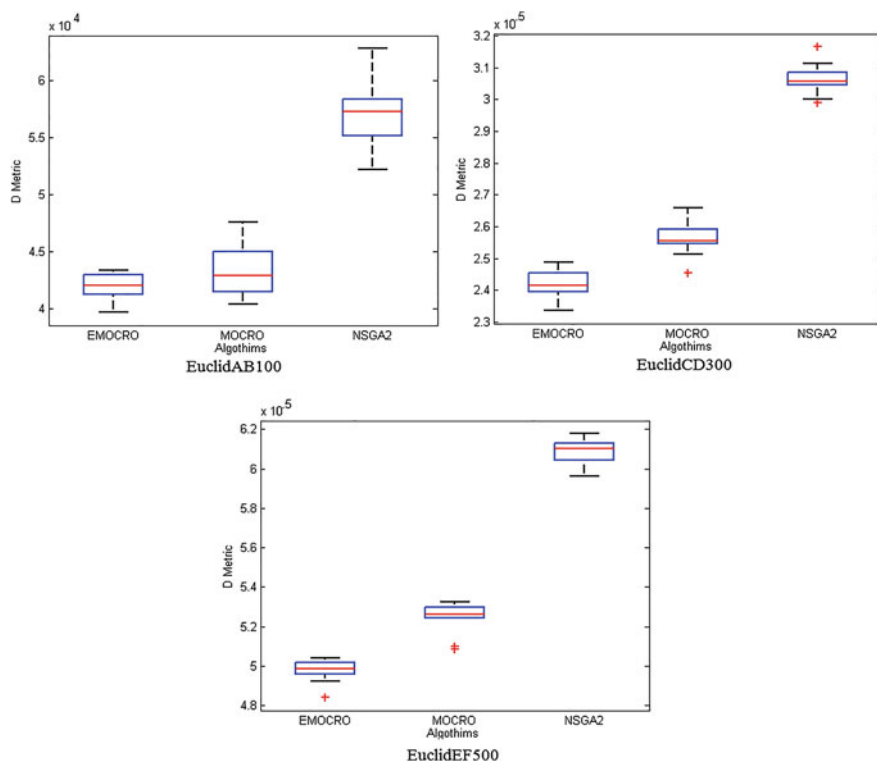 x 10^4
D Metric
6
5.5
5
4.5
4
EMOCRO MOCRO NSGA2
Algothims
EuclidAB100
x 10^-5
D Metric
3.2
3.1
3
2.9
2.8
2.7
2.6
2.5
2.4
2.3
EMOCRO MOCRO NSGA2
Algothims
EuclidCD300
x 10^-5
D Metric
6.2
6
5.8
5.6
5.4
5.2
5
4.8
EMOCRO MOCRO NSGA2
Algothims
EuclidEF500